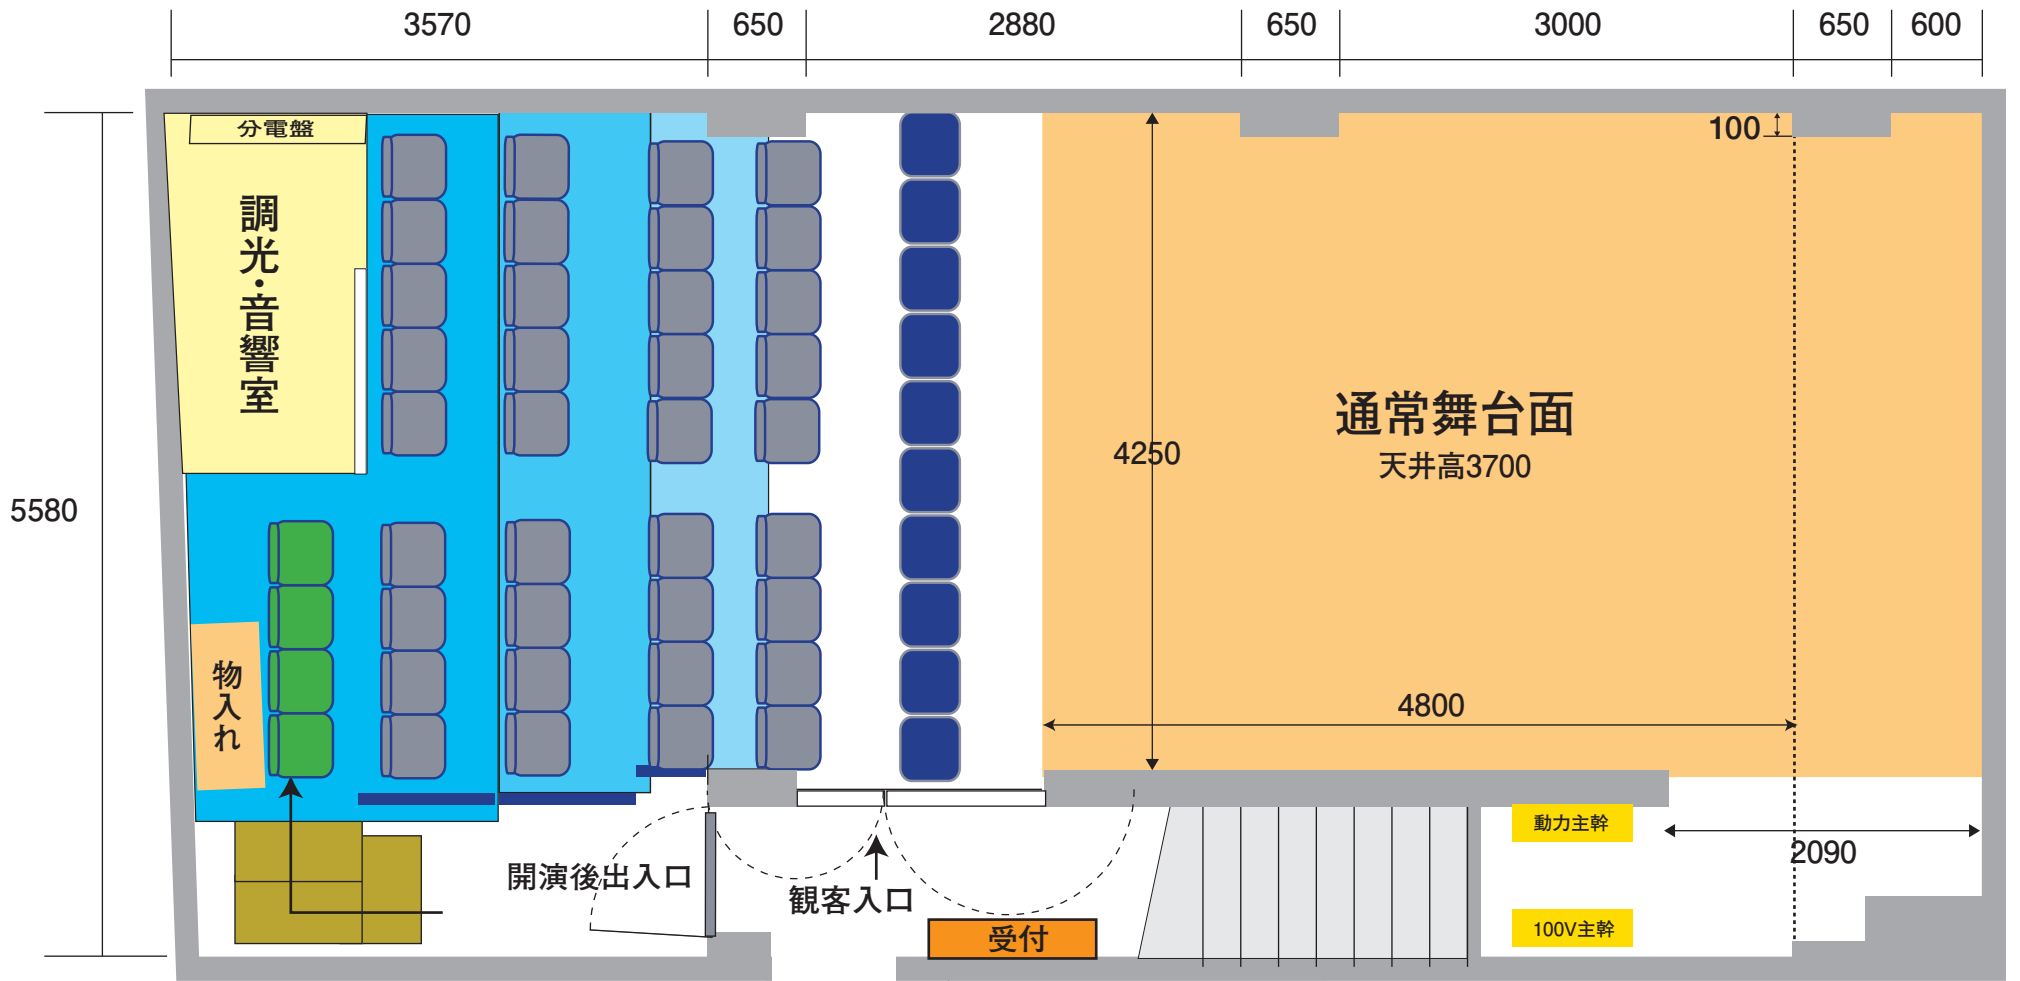 3570
650
2880
650
3000
650
600
分電盤
100
調光・音響室
通常舞台面
天井高3700
4250
5580
4800
物入れ
動力主幹
2090
開演後出入口
観客入口
受付
100V主幹